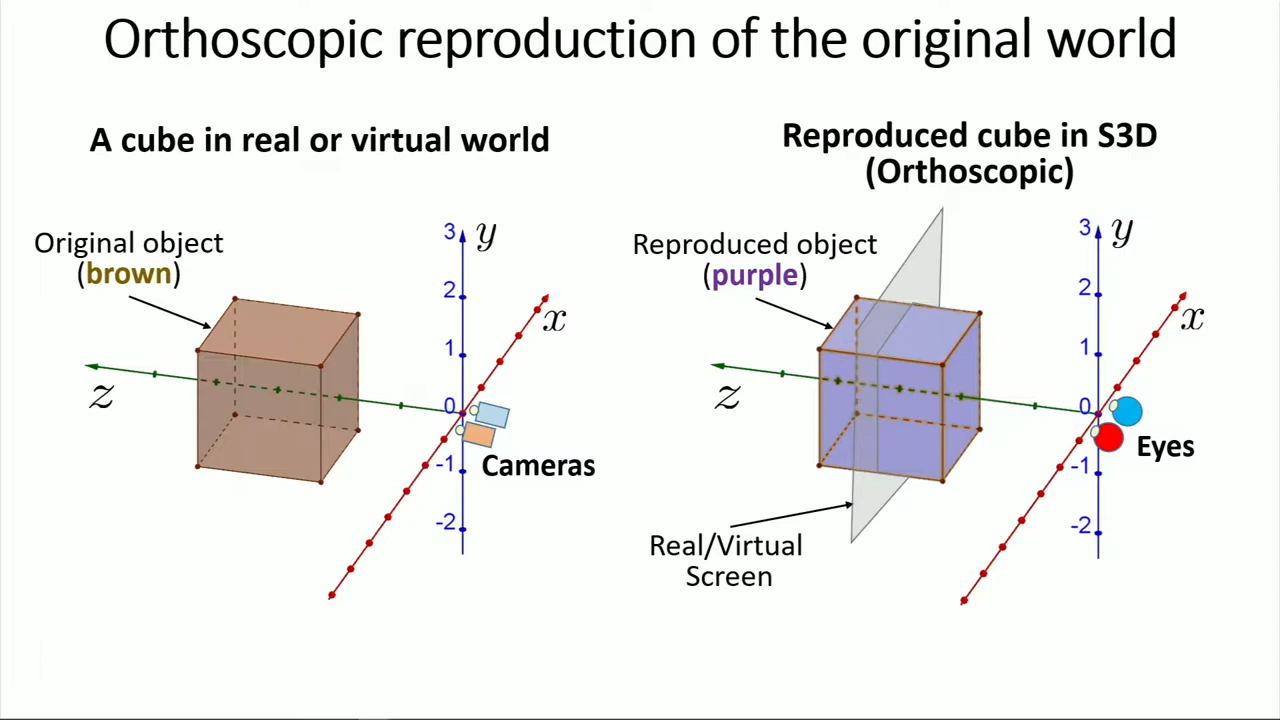 Orthoscopic reproduction of the original world
A cube in real or virtual world
Reproduced cube in S3D
(Orthoscopic)
Original object
(brown)
3
y
2
x
1
z
0
-1
Cameras
-2
Reproduced object
(purple)
3
y
2
x
1
z
0
-1
Eyes
-2
Real/Virtual
Screen